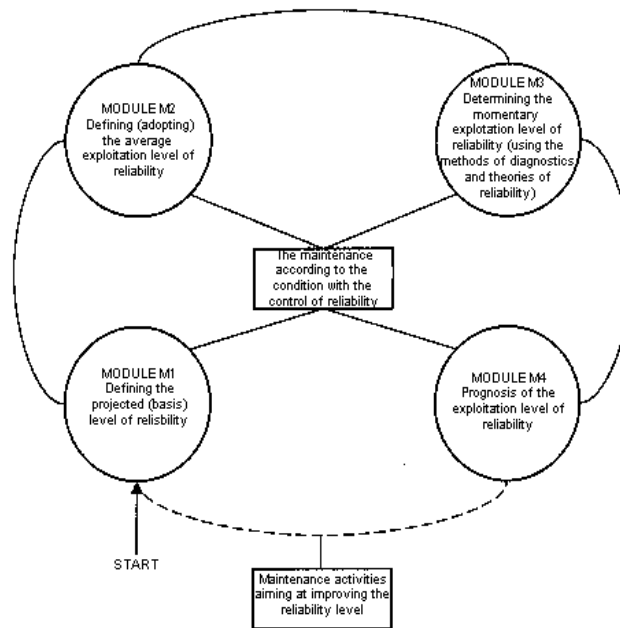 MODULE M2
Defining (adopting)
the average
exploitation level of
reliability
MODULE M3
Determining the
momentary
explotation level of
reliability (using the
methods of diagnostics
and theories of
reliability)
The maintenance
according to the
condition with the
control of reliability
MODULE M1
Defining the
projected (basis)
level of relisbility
MODULE M4
Prognosis of the
exploitation level of
reliability
START
Maintenance activities
aiming at improving the
reliability level